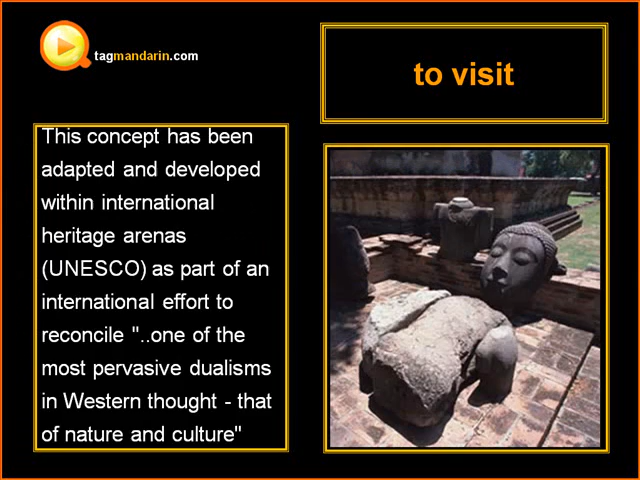 tagmandarin.com
to visit
This concept has been
adapted and developed
within international
heritage arenas
(UNESCO) as part of an
international effort to
reconcile "..one of the
most pervasive dualisms
in Western thought - that
of nature and culture"